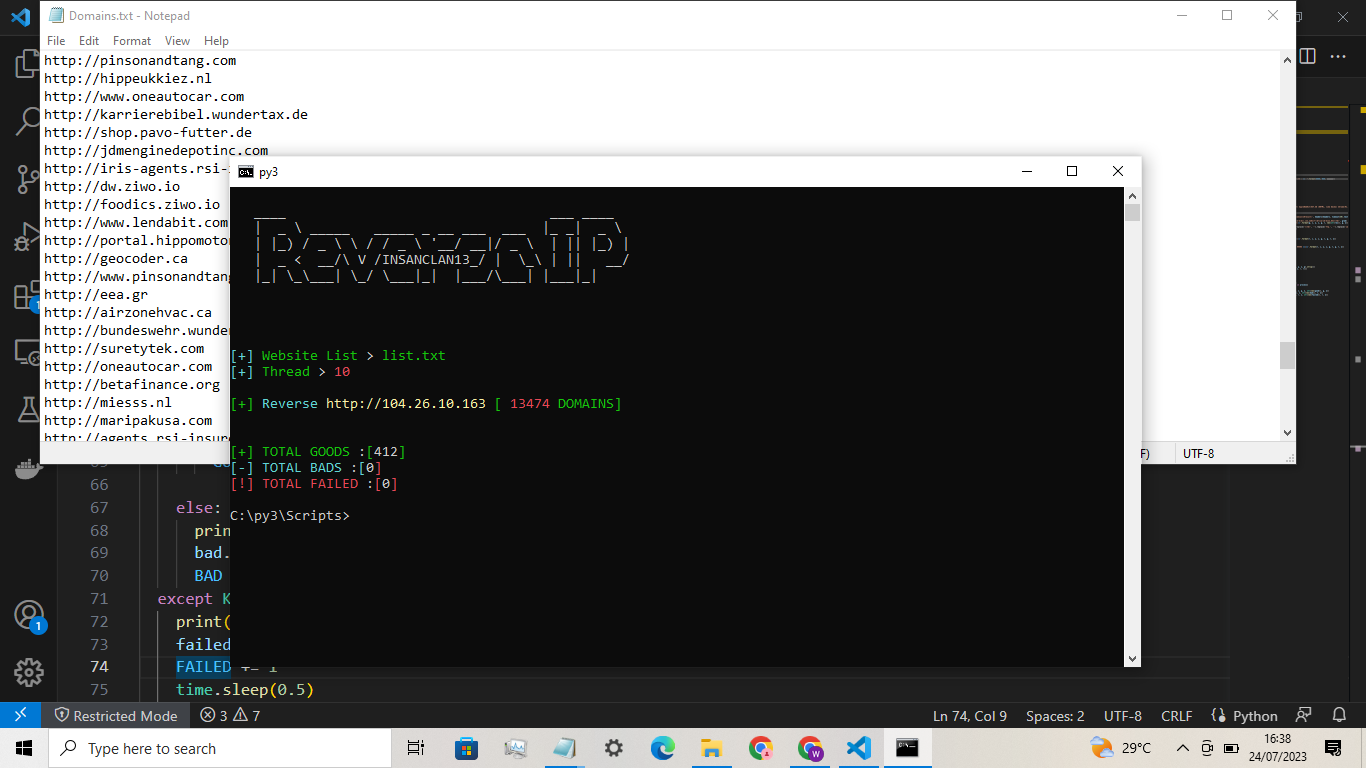 Domains.txt - Notepad
File Edit Format View Help
http://pinsonandtang.com
http://hippeukkiez.nl
http://www.oneautocar.com
http://karrierebibel.wundertax.de
http://shop.pavo-futter.de
http://jdmenginedepotinc.com
http://iris-agents.rsi-
http://dw.ziwo.io
http://foodics.ziwo.io
http://www.lendabit.com
http://portal.hippomoto
http://geocoder.ca
http://www.pinsonandtang
http://eea.gr
http://airzonehvac.ca
http://bundeswehr.wunder
http://suretytek.com
http://oneautocar.com
http://betafinance.org
http://miesss.nl
http://maripakusa.com
http://agents.rsi-insur
F) UTF-8
py3
ReverseIP
INSANCLAN13
[+] Website List > list.txt
[+] Thread > 10
[+] Reverse http://104.26.10.163 [ 13474 DOMAINS]
[+] TOTAL GOODS :[412]
[-] TOTAL BADS :[0]
[!] TOTAL FAILED :[0]
C:\py3\Scripts>
66
67 else:
68 prin
69 bad.
70 BAD
71 except K
72 print(
73 failed
74 FAILED += 1
75 time.sleep(0.5)
1
1
Restricted Mode 3 7 Ln 74, Col 9 Spaces: 2 UTF-8 CRLF Python
Type here to search 29°C 16:38
24/07/2023